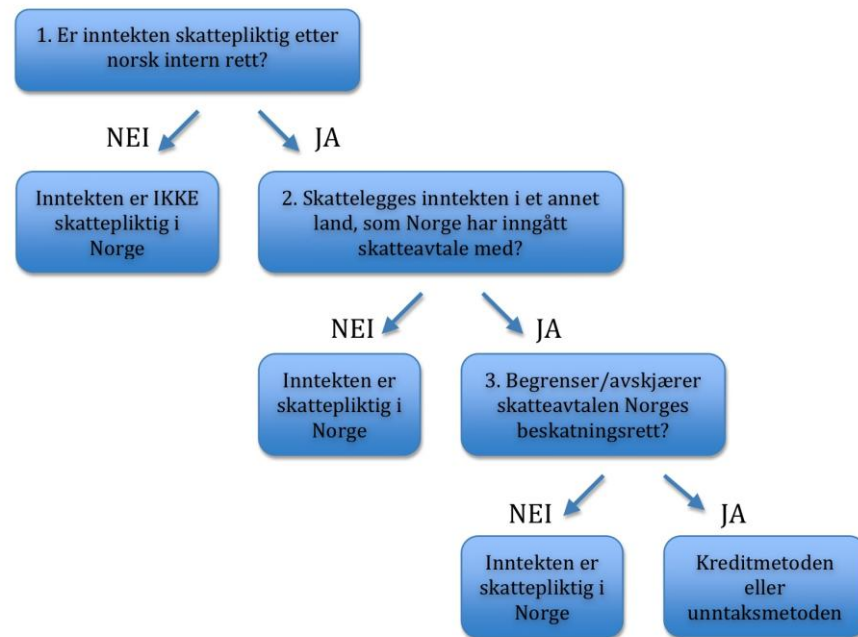 1. Er inntekten skattepliktig etter
norsk intern rett?
NEI
JA
Inntekten er IKKE
skattepliktig i
Norge
2. Skattelegges inntekten i et annet
land, som Norge har inngått
skatteavtale med?
NEI
JA
Inntekten er
skattepliktig i
Norge
3. Begrenser/avskjærer
skatteavtalen Norges
beskatningsrett?
NEI
JA
Inntekten er
skattepliktig i
Norge
Kreditmetoden
eller
unntaksmetoden